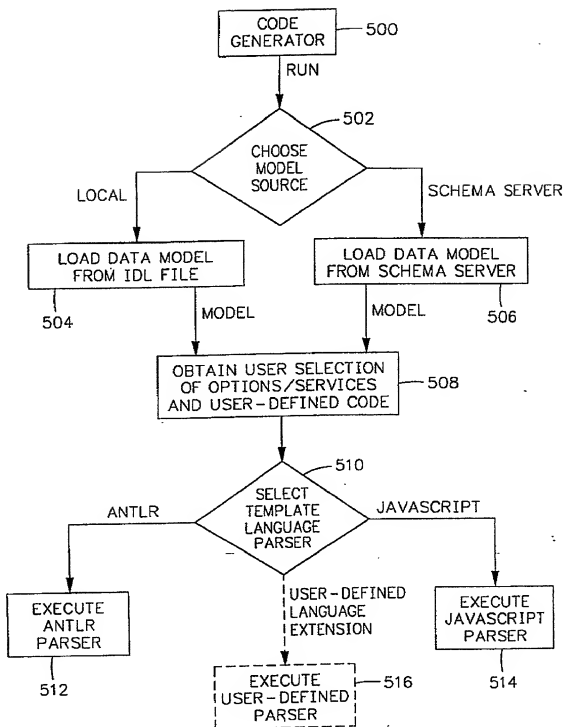 CODE
GENERATOR
500
RUN
502
CHOOSE
MODEL
SOURCE
LOCAL
SCHEMA SERVER
LOAD DATA MODEL
FROM IDL FILE
LOAD DATA MODEL
FROM SCHEMA SERVER
504
MODEL
MODEL
506
OBTAIN USER SELECTION
OF OPTIONS/SERVICES
AND USER-DEFINED CODE
508
510
SELECT
TEMPLATE
LANGUAGE
PARSER
ANTLR
JAVASCRIPT
USER-DEFINED
LANGUAGE
EXTENSION
EXECUTE
ANTLR
PARSER
EXECUTE
JAVASCRIPT
PARSER
512
514
EXECUTE
USER-DEFINED
PARSER
516